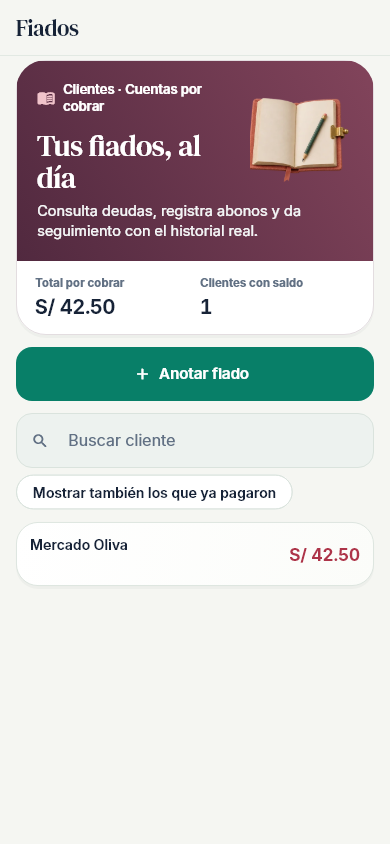 Fiados
Clientes · Cuentas por
cobrar
Tus fiados, al
día
Consulta deudas, registra abonos y da
seguimiento con el historial real.
Total por cobrar
S/ 42.50
Clientes con saldo
1
+ Anotar fiado
Buscar cliente
Mostrar también los que ya pagaron
Mercado Oliva
S/ 42.50